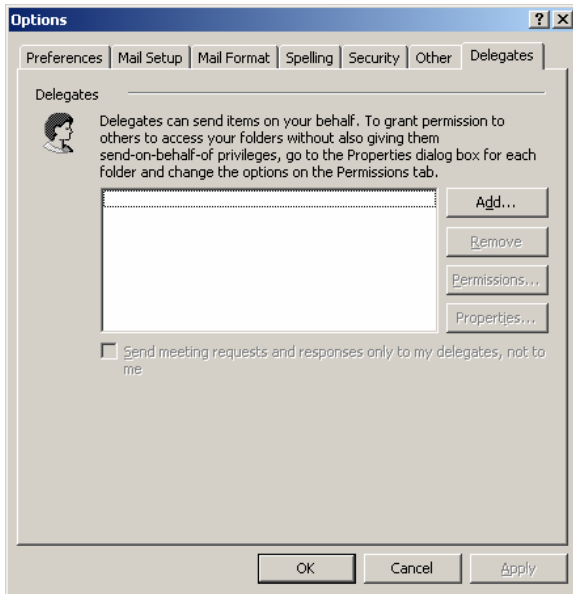 Options
Preferences Mail Setup Mail Format Spelling Security Other Delegates
Delegates
Delegates can send items on your behalf. To grant permission to
others to access your folders without also giving them
send-on-behalf-of privileges, go to the Properties dialog box for each
folder and change the options on the Permissions tab.
Add...
Remove
Permissions...
Properties...
Send meeting requests and responses only to my delegates, not to
me
OK Cancel Apply